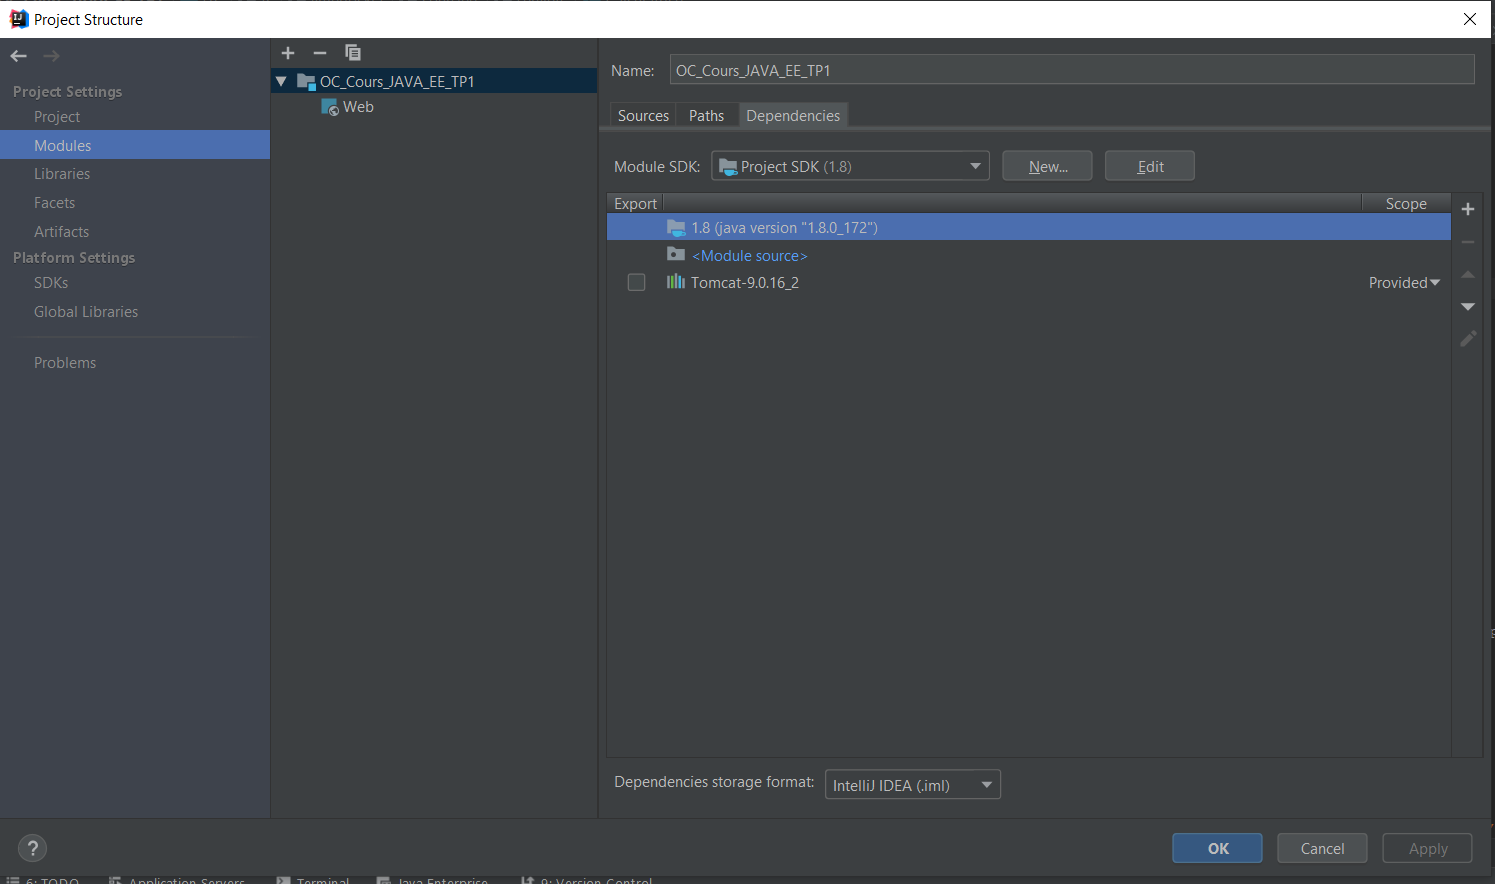 Project Structure
Project Settings
Project
Modules
Libraries
Facets
Artifacts
Platform Settings
SDKs
Global Libraries
Problems
OC_Cours_JAVA_EE_TP1
Web
Name: OC_Cours_JAVA_EE_TP1
Sources Paths Dependencies
Module SDK: Project SDK (1.8) New... Edit
Export Scope
1.8 (java version "1.8.0_172")
<Module source>
Tomcat-9.0.16_2 Provided
Dependencies storage format: IntelliJ IDEA (.iml)
? OK Cancel Apply
6: TODO Application Servers Terminal Java Enterprise 9: Version Control